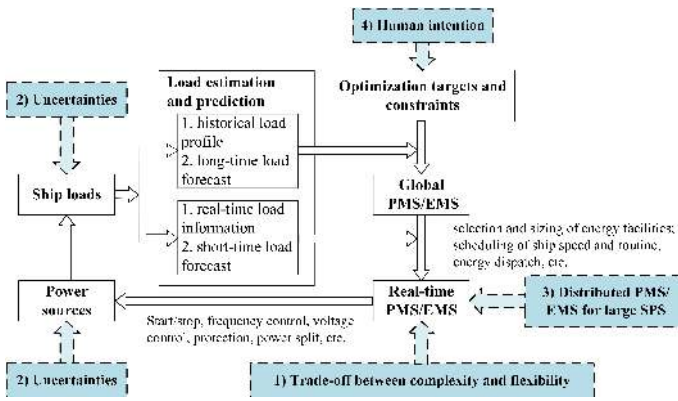 4) Human intention
Load estimation
and prediction
1. historical load
profile
2. long-time load
forecast
Optimization targets and
constraints
2) Uncertainties
Ship loads
1. real-time load
information
2. short-time load
forecast
Global
PMS/EMS
selection and sizing of energy facilities;
scheduling of ship speed and routine,
energy dispatch, etc.
Power
sources
Real-time
PMS/EMS
3) Distributed PMS/
EMS for large SPS
Start/stop, frequency control, voltage
control, protection, power split, etc.
2) Uncertainties
1) Trade-off between complexity and flexibility